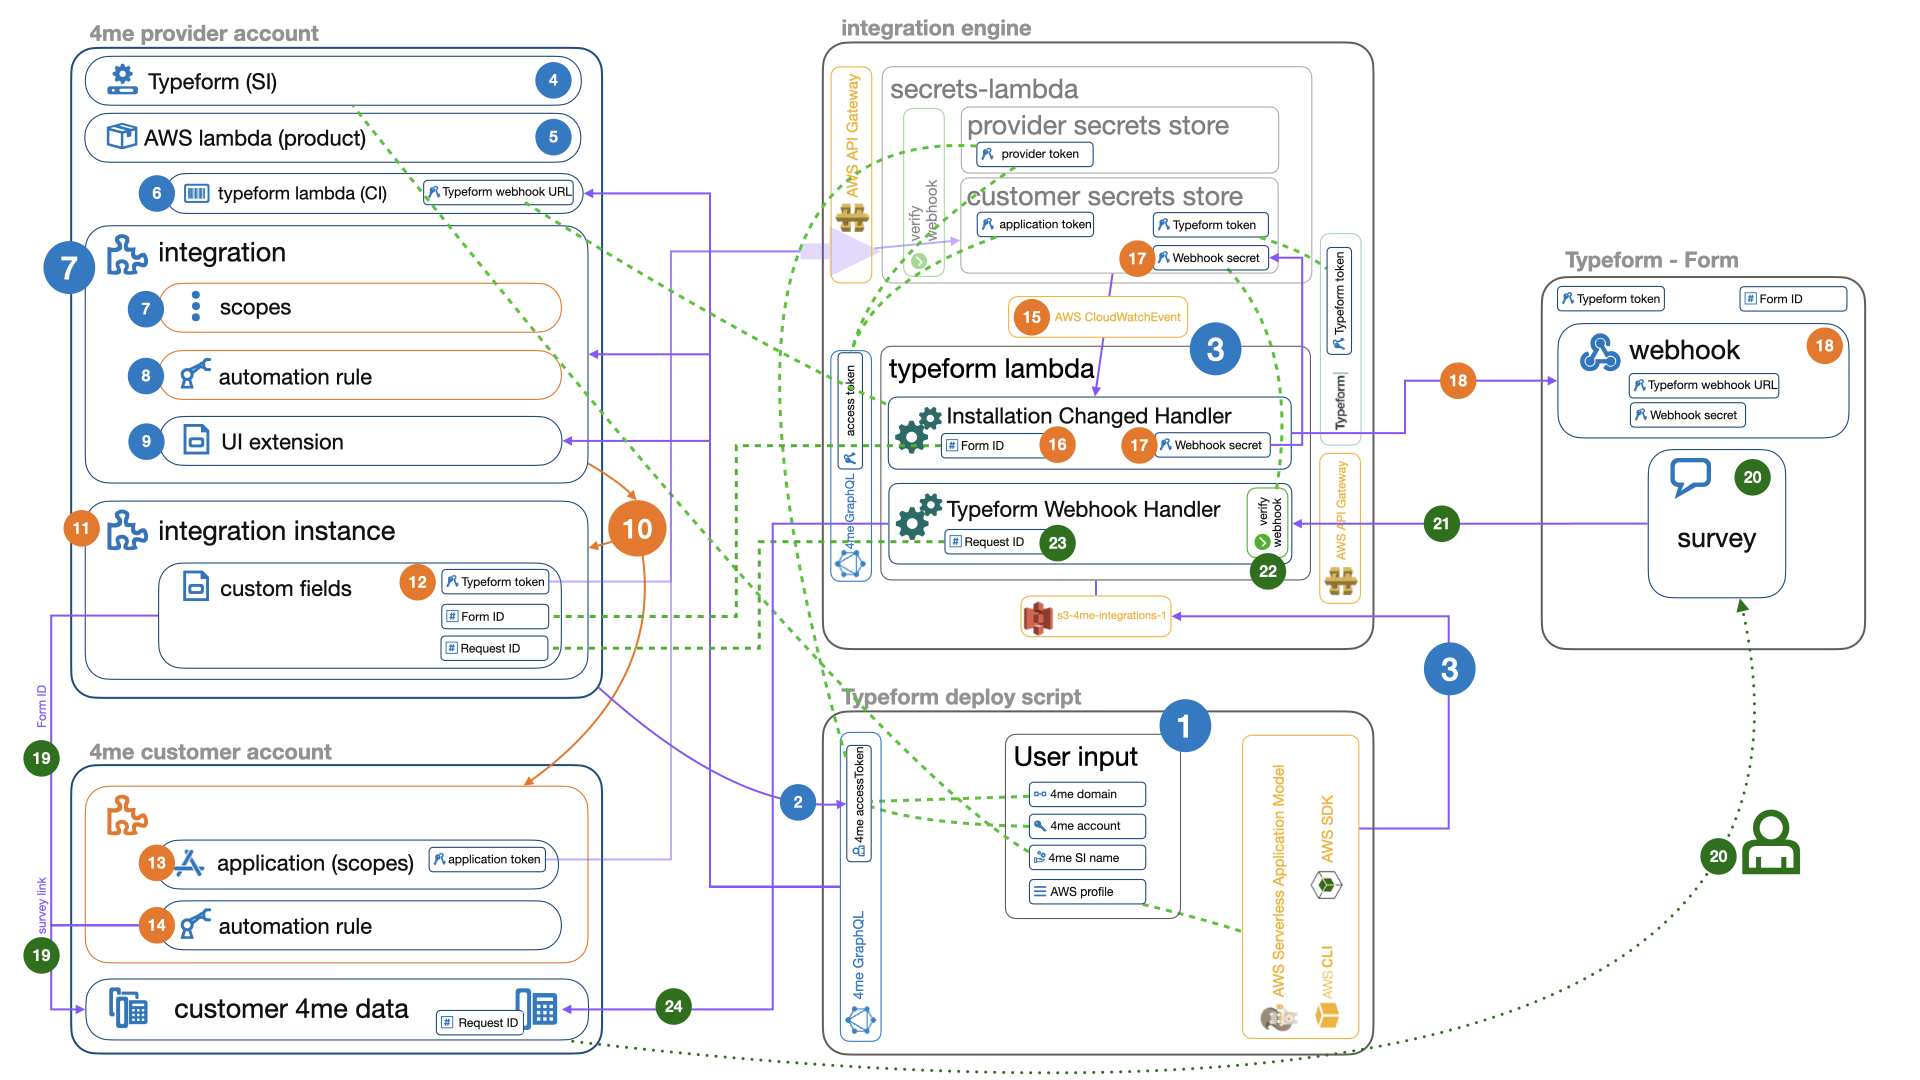 4me provider account
Typeform (SI)
4
AWS lambda (product)
5
6
typeform lambda (CI)
Typeform webhook URL
7
integration
7
scopes
8
automation rule
9
UI extension
10
11
integration instance
custom fields
12
Typeform token
Form ID
Request ID
Form ID
19
survey link
19
4me customer account
13
application (scopes)
application token
14
automation rule
customer 4me data
Request ID
24
2
integration engine
AWS API Gateway
secrets-lambda
verify
webhook
provider secrets store
provider token
customer secrets store
application token
Typeform token
17
Webhook secret
15
AWS CloudWatchEvent
Typeform token
Typeform
3
typeform lambda
access token
4me GraphQL
Installation Changed Handler
Form ID
16
17
Webhook secret
Typeform Webhook Handler
Request ID
23
verify
webhook
22
AWS API Gateway
s3-4me-integrations-1
3
Typeform deploy script
1
4me accessToken
4me GraphQL
User input
4me domain
4me account
4me SI name
AWS profile
AWS Serverless Application Model
AWS SDK
AWS CLI
Typeform - Form
Typeform token
Form ID
webhook
18
Typeform webhook URL
Webhook secret
18
20
survey
21
20